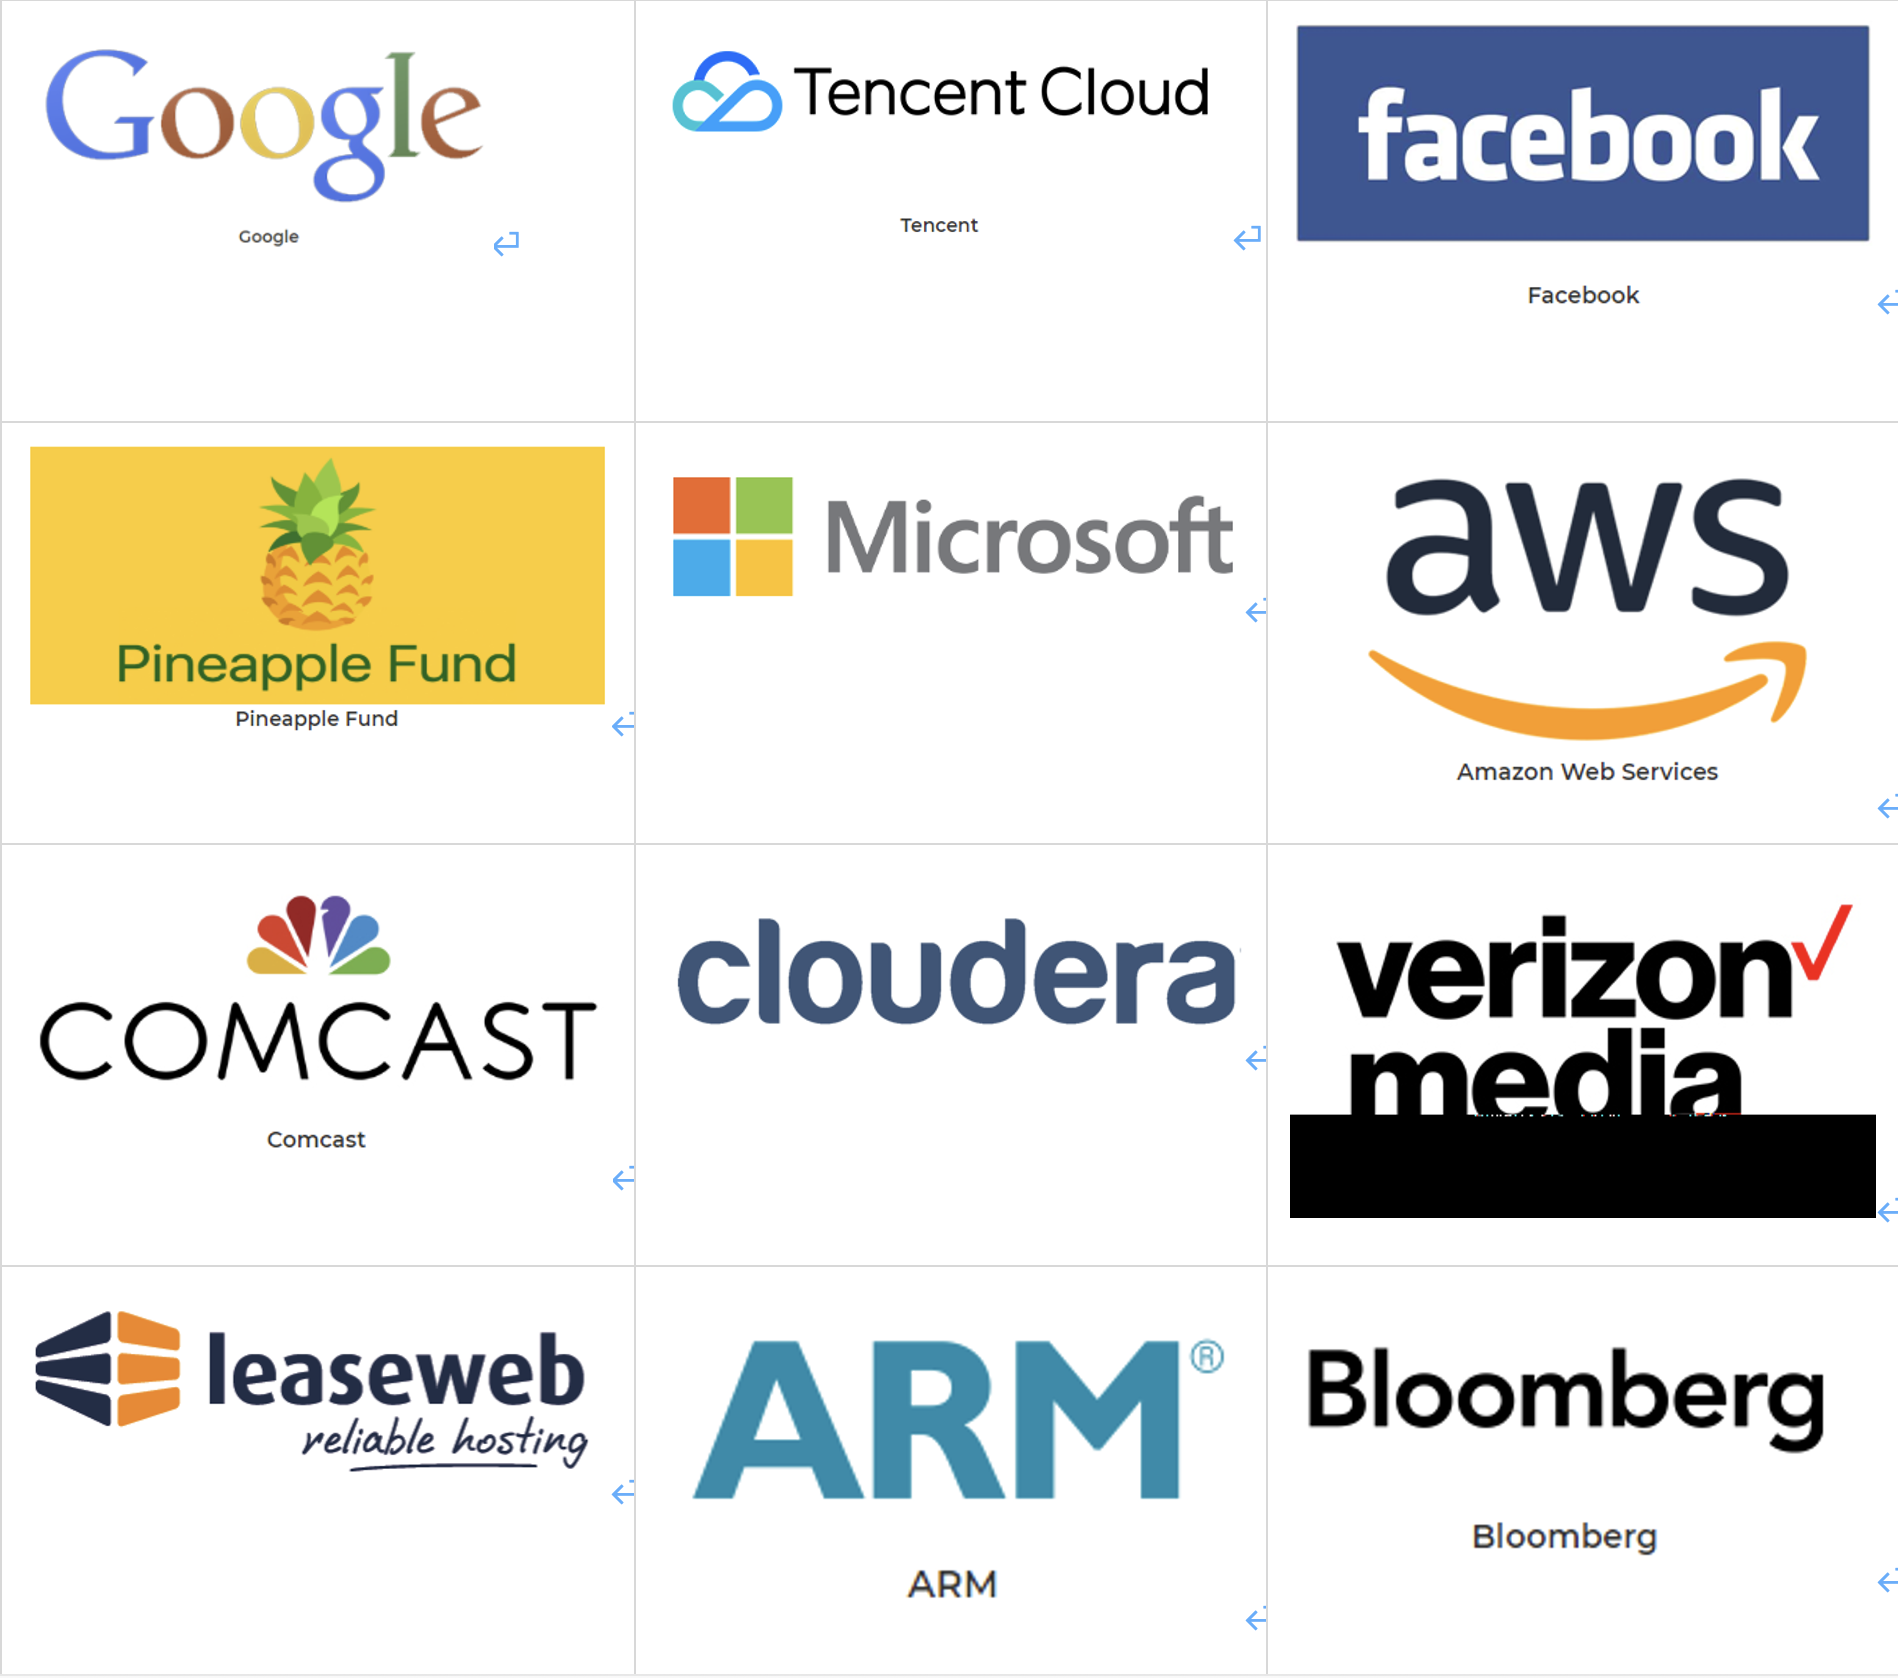 Google
Google
Tencent Cloud
Tencent
facebook
Facebook
Pineapple Fund
Pineapple Fund
Microsoft
aws
Amazon Web Services
COMCAST
Comcast
cloudera
verizon
media
leaseweb
reliable hosting
ARM®
ARM
Bloomberg
Bloomberg